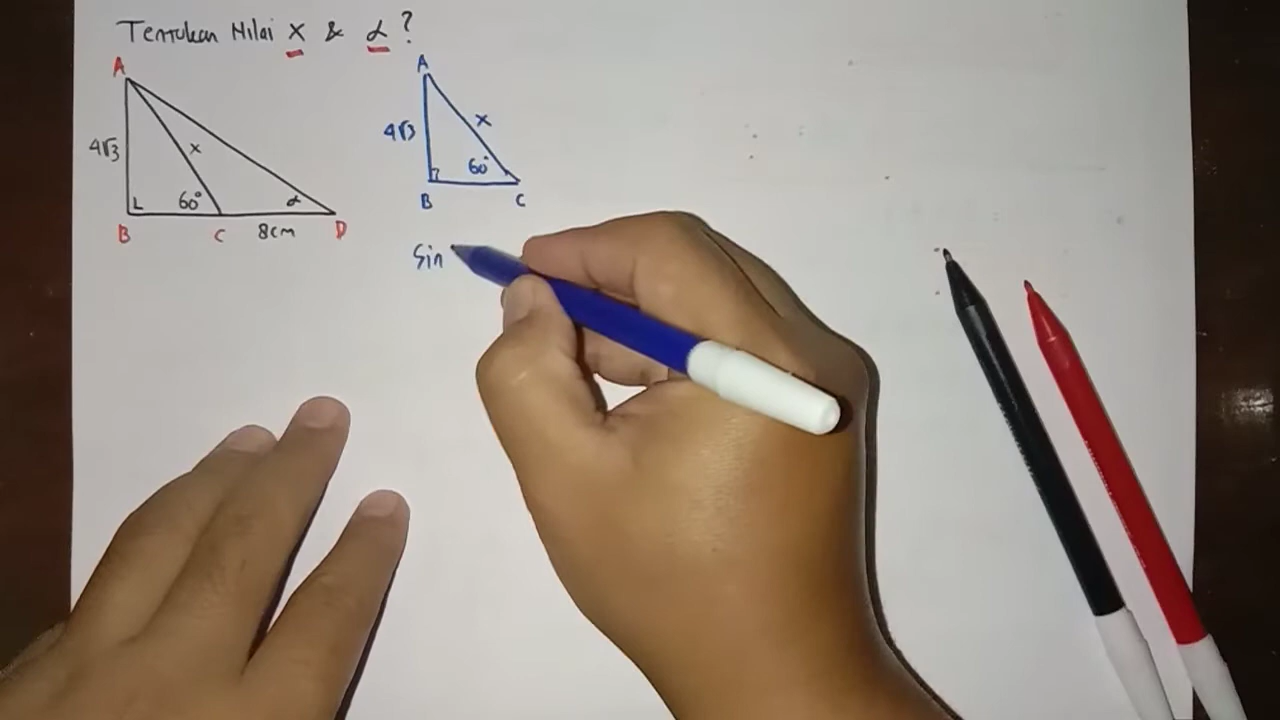 Tentukan Nilai x & α ?
A
4√3
x
60°
α
B
C
8cm
D
A
4√3
x
60°
B
C
Sin